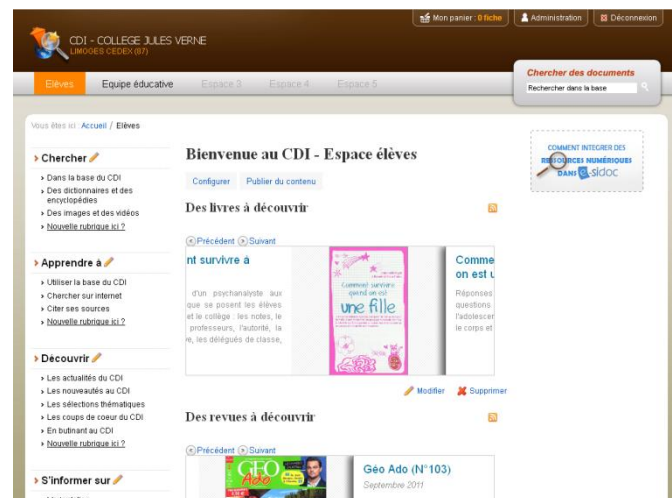 Mon panier : 0 fiche
Administration
Déconnexion
CDI - COLLEGE JULES VERNE
LIMOGES CEDEX (87)
Elèves
Equipe éducative
Espace 3
Espace 4
Espace 5
Chercher des documents
Rechercher dans la base
Vous êtes ici : Accueil / Elèves
Chercher
Dans la base du CDI
Des dictionnaires et des
encyclopédies
Des images et des vidéos
Nouvelle rubrique ici ?
Apprendre à
Utiliser la base du CDI
Chercher sur internet
Citer ses sources
Nouvelle rubrique ici ?
Découvrir
Les actualités du CDI
Les nouveautés au CDI
Les sélections thématiques
Les coups de coeur du CDI
En butinant au CDI
Nouvelle rubrique ici ?
S'informer sur
Bienvenue au CDI - Espace élèves
Configurer
Publier du contenu
Des livres à découvrir
Précédent
Suivant
nt survivre à
d'un psychanalyste aux
que se posent les élèves
et le collège : les notes, le
professeurs, l'autorité, la
e, les délégués de classe,
Comment survivre
quand on est
une fille
Comme
on est u
Réponses
questions
l'adolescer
le corps et
Modifier
Supprimer
Des revues à découvrir
Précédent
Suivant
GEO
Ado
Géo Ado (N°103)
Septembre 2011
COMMENT INTEGRER DES
RESSOURCES NUMÉRIQUES
DANS e-sidoc